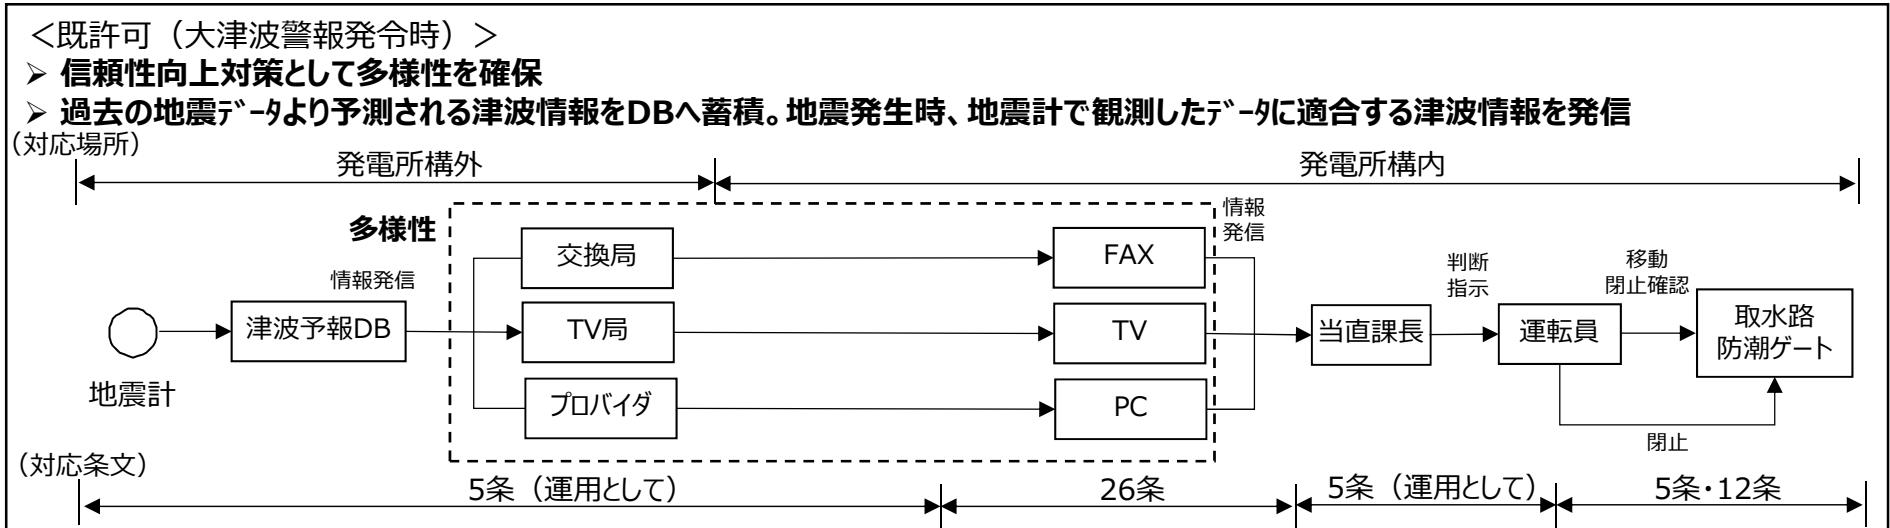 ＜既許可（大津波警報発令時）＞
➢ 信頼性向上対策として多様性を確保
➢ 過去の地震ﾃﾞｰﾀより予測される津波情報をDBへ蓄積。地震発生時、地震計で観測したﾃﾞｰﾀに適合する津波情報を発信
（対応場所）
発電所構外
発電所構内
多様性
情報
発信
交換局
FAX
情報発信
判断
指示
移動
閉止確認
津波予報DB
TV局
TV
当直課長
運転員
取水路
防潮ゲート
地震計
プロバイダ
PC
閉止
（対応条文）
5条（運用として）
26条
5条（運用として）
5条・12条